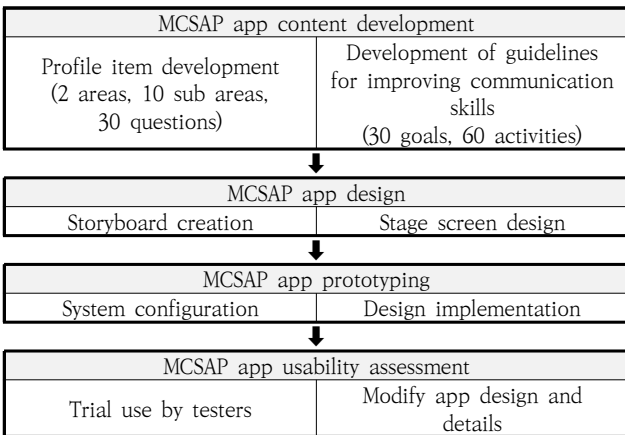 MCSAP app content development
Profile item development
(2 areas, 10 sub areas,
30 questions)
Development of guidelines
for improving communication
skills
(30 goals, 60 activities)
MCSAP app design
Storyboard creation
Stage screen design
MCSAP app prototyping
System configuration
Design implementation
MCSAP app usability assessment
Trial use by testers
Modify app design and
details